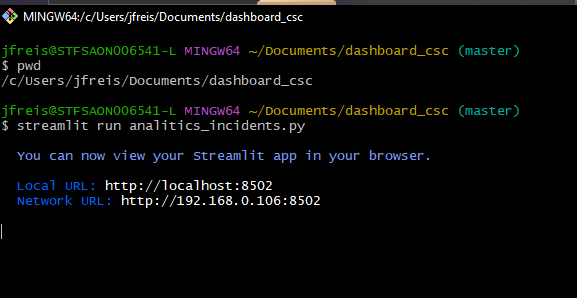 MINGW64:/c/Users/jfreis/Documents/dashboard_csc
jfreis@STFSAON006541-L MINGW64 ~/Documents/dashboard_csc (master)
$ pwd
/c/Users/jfreis/Documents/dashboard_csc
jfreis@STFSAON006541-L MINGW64 ~/Documents/dashboard_csc (master)
$ streamlit run analitics_incidents.py
You can now view your Streamlit app in your browser.
Local URL: http://localhost:8502
Network URL: http://192.168.0.106:8502